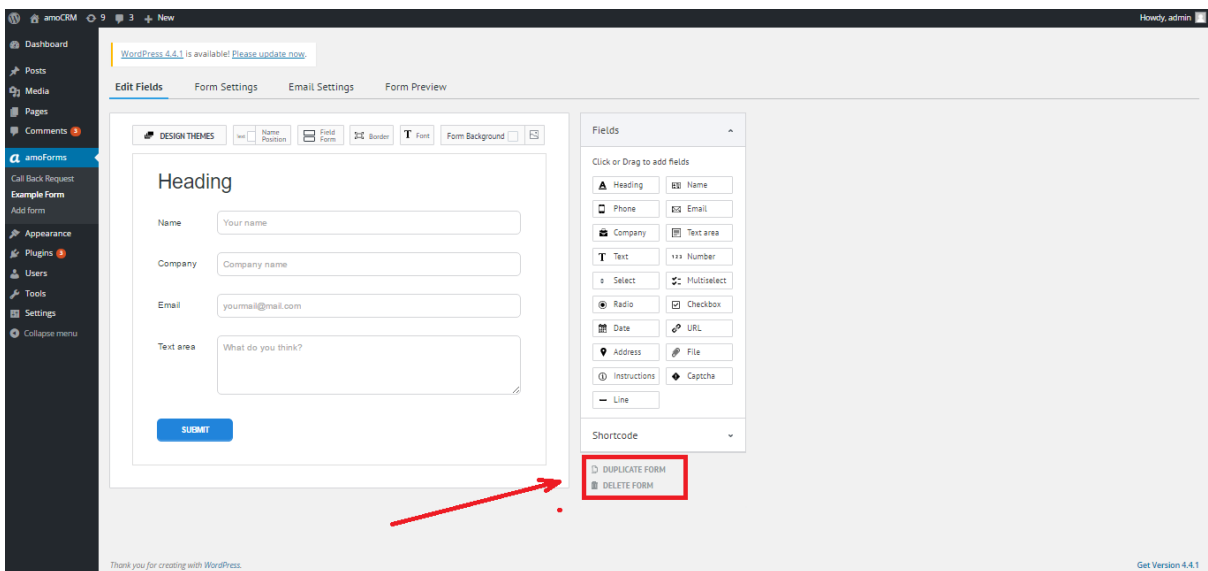 amoCRM 9 3 + New
Howdy, admin
Dashboard
Posts
Media
Pages
Comments 3
amoForms
Call Back Request
Example Form
Add form
Appearance
Plugins 3
Users
Tools
Settings
Collapse menu
WordPress 4.4.1 is available! Please update now.
Edit Fields Form Settings Email Settings Form Preview
DESIGN THEMES
text Name Position
Field Form
Border
T Font
Form Background
Heading
Name Your name
Company Company name
Email yourmail@mail.com
Text area What do you think?
SUBMIT
Fields
Click or Drag to add fields
A Heading Name
Phone Email
Company Text area
T Text 123 Number
Select Multiselect
Radio Checkbox
Date URL
Address File
Instructions Captcha
Line
Shortcode
DUPLICATE FORM
DELETE FORM
Thank you for creating with WordPress.
Get Version 4.4.1